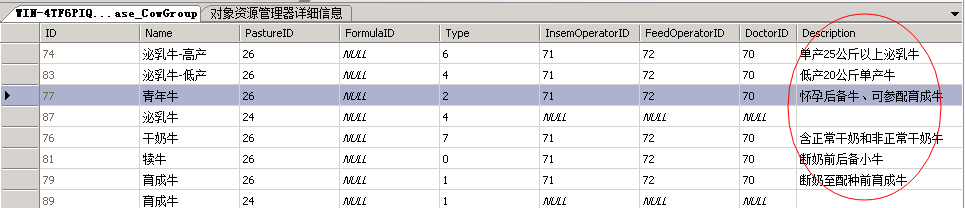 WIN-4TF6PIQ...ase_CowGroup 对象资源管理器详细信息
ID Name PastureID FormulaID Type InsemOperatorID FeedOperatorID DoctorID Description
74 泌乳牛-高产 26 NULL 6 71 72 70 单产25公斤以上泌乳牛
83 泌乳牛-低产 26 NULL 4 71 72 70 低产20公斤单产牛
77 青年牛 26 NULL 2 71 72 70 怀孕后备牛、可参配育成牛
87 泌乳牛 24 NULL 4 NULL NULL NULL
76 干奶牛 26 NULL 7 71 72 70 含正常干奶和非正常干奶牛
81 犊牛 26 NULL 0 71 72 70 断奶前后备小牛
79 育成牛 26 NULL 1 71 72 70 断奶至配种前育成牛
89 育成牛 24 NULL 1 NULL NULL NULL